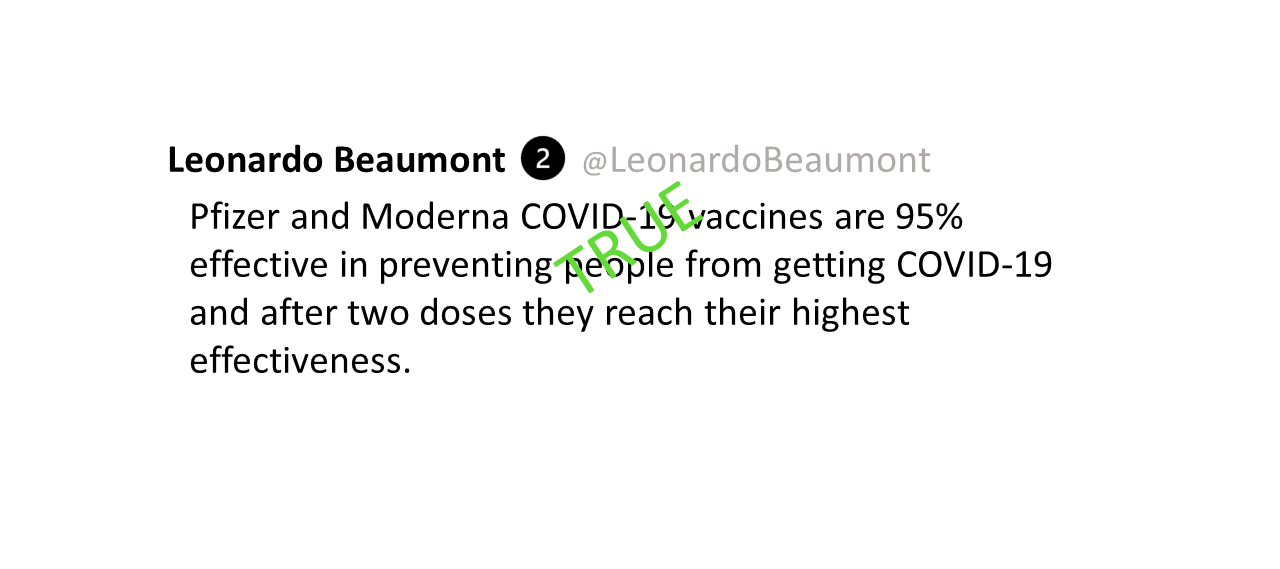 Leonardo Beaumont 2 @LeonardoBeaumont
Pfizer and Moderna COVID-19 vaccines are 95%
effective in preventing people from getting COVID-19
and after two doses they reach their highest
effectiveness.
TRUE